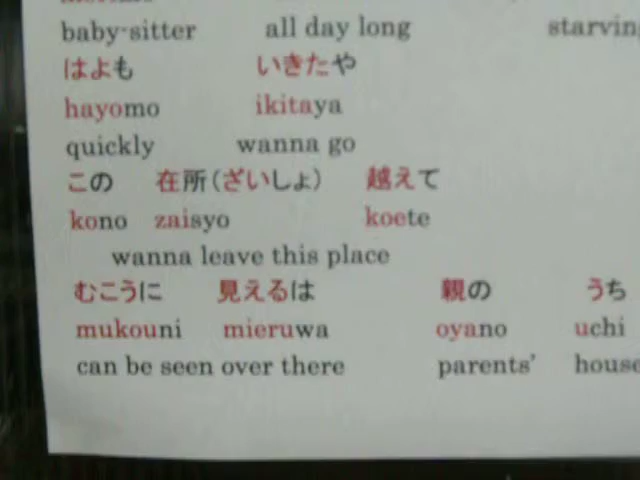 baby-sitter all day long starving
はよも いきたや
hayomo ikitaya
quickly wanna go
この 在所(ざいしょ) 越えて
kono zaisyo koete
wanna leave this place
むこうに 見えるは 親の うち
mukouni mieruwa oyano uchi
can be seen over there parents' house